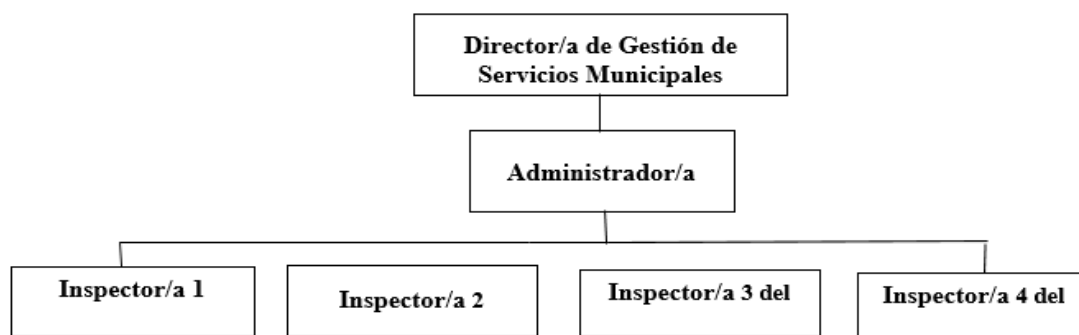 Director/a de Gestión de
Servicios Municipales
Administrador/a
Inspector/a 1
Inspector/a 2
Inspector/a 3 del
Inspector/a 4 del